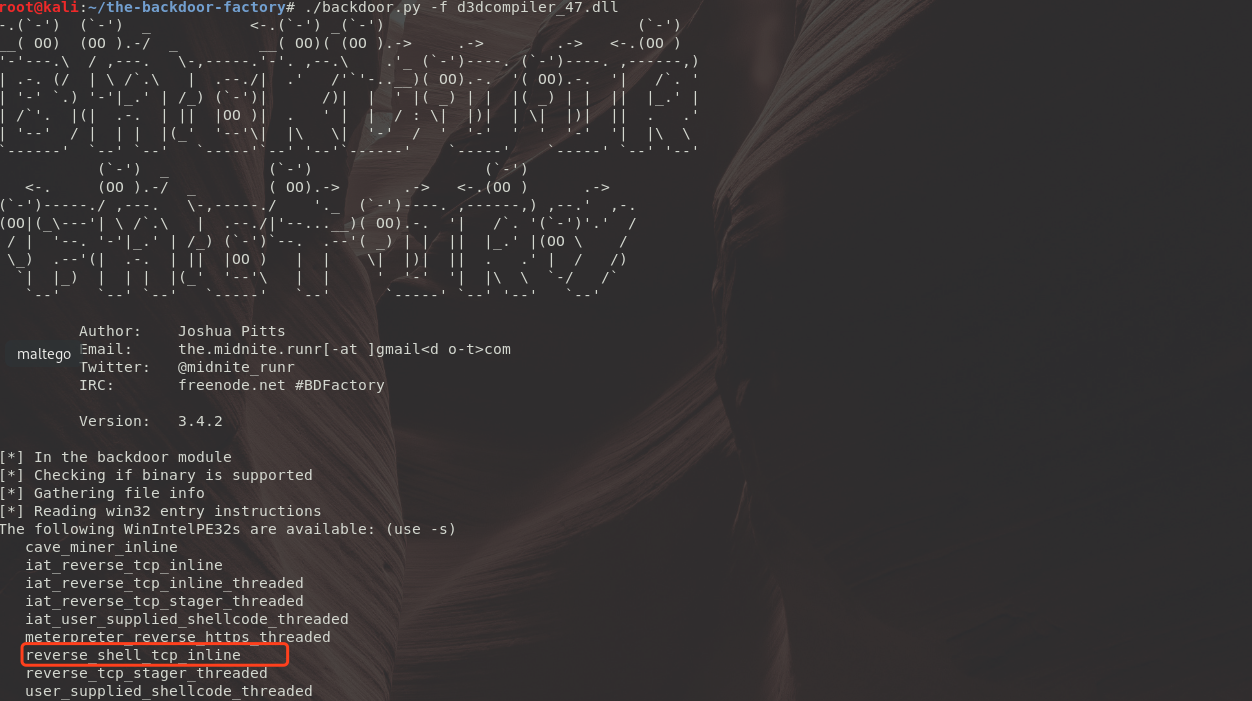 root@kali:~/the-backdoor-factory# ./backdoor.py -f d3dcompiler_47.dll
Author:    Joshua Pitts
Email:     the.midnite.runr[-at ]gmail<d o-t>com
Twitter:   @midnite_runr
IRC:       freenode.net #BDFactory
maltego
Version:   3.4.2
[*] In the backdoor module
[*] Checking if binary is supported
[*] Gathering file info
[*] Reading win32 entry instructions
The following WinIntelPE32s are available: (use -s)
cave_miner_inline
iat_reverse_tcp_inline
iat_reverse_tcp_inline_threaded
iat_reverse_tcp_stager_threaded
iat_user_supplied_shellcode_threaded
meterpreter_reverse_https_threaded
reverse_shell_tcp_inline
reverse_tcp_stager_threaded
user_supplied_shellcode_threaded